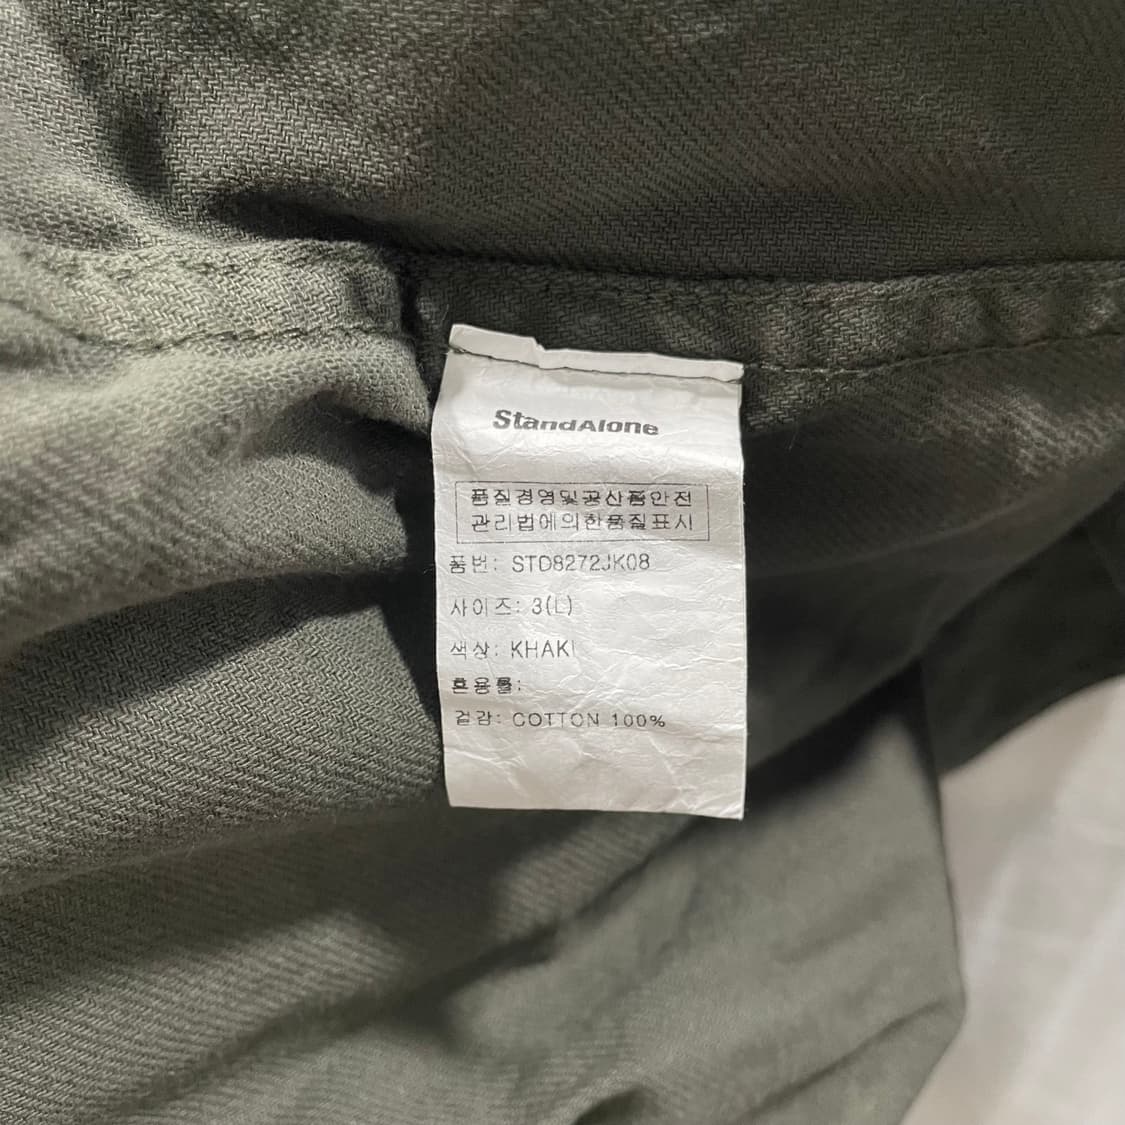 StandAlone
품질경영및공산품안전
관리법에의한품질표시
품번: STD8272JK08
사이즈: 3(L)
색상: KHAKI
혼용률:
겉감: COTTON 100%